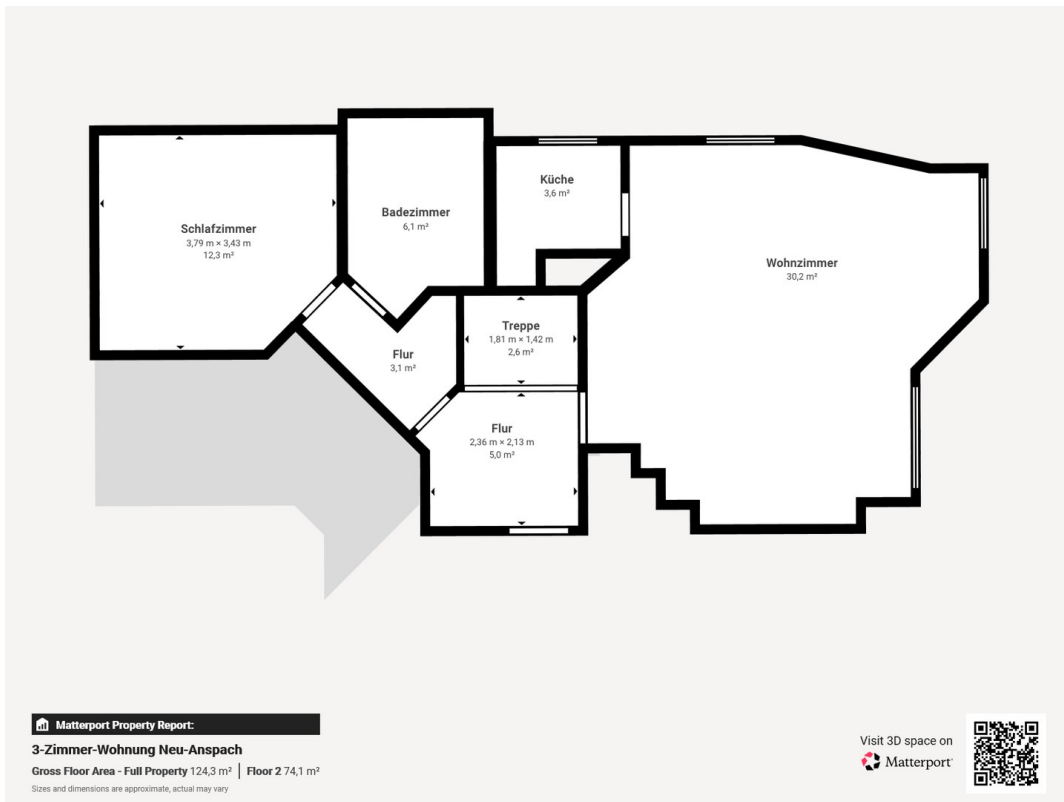 Schlafzimmer
3,79 m × 3,43 m
12,3 m²
Badezimmer
6,1 m²
Küche
3,6 m²
Wohnzimmer
30,2 m²
Treppe
1,81 m × 1,42 m
2,6 m²
Flur
3,1 m²
Flur
2,36 m × 2,13 m
5,0 m²
Matterport Property Report:
3-Zimmer-Wohnung Neu-Anspach
Gross Floor Area - Full Property 124,3 m² | Floor 2 74,1 m²
Sizes and dimensions are approximate, actual may vary
Visit 3D space on
Matterport